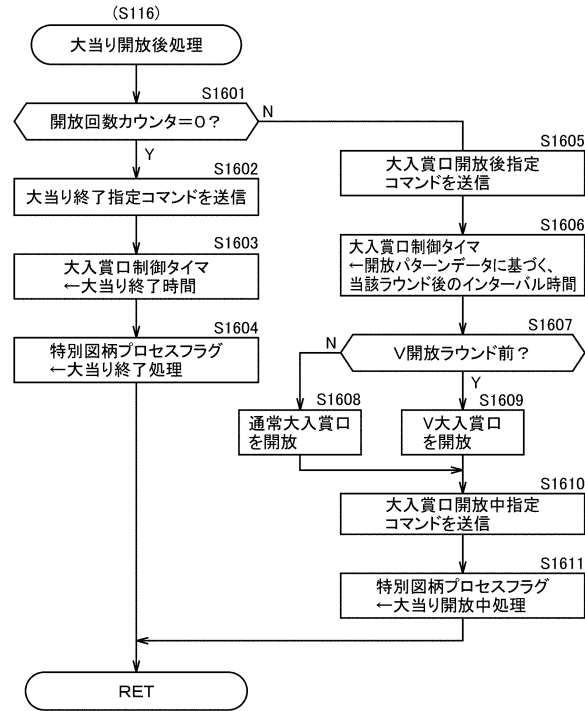 (S116)
大当り開放後処理
S1601
開放回数カウンタ＝0？
N
Y
S1602
大当り終了指定コマンドを送信
S1603
大入賞口制御タイマ
←大当り終了時間
S1604
特別図柄プロセスフラグ
←大当り終了処理
S1605
大入賞口開放後指定
コマンドを送信
S1606
大入賞口制御タイマ
←開放パターンデータに基づく、
当該ラウンド後のインターバル時間
S1607
V開放ラウンド前？
N
Y
S1608
通常大入賞口
を開放
S1609
V大入賞口
を開放
S1610
大入賞口開放中指定
コマンドを送信
S1611
特別図柄プロセスフラグ
←大当り開放中処理
RET